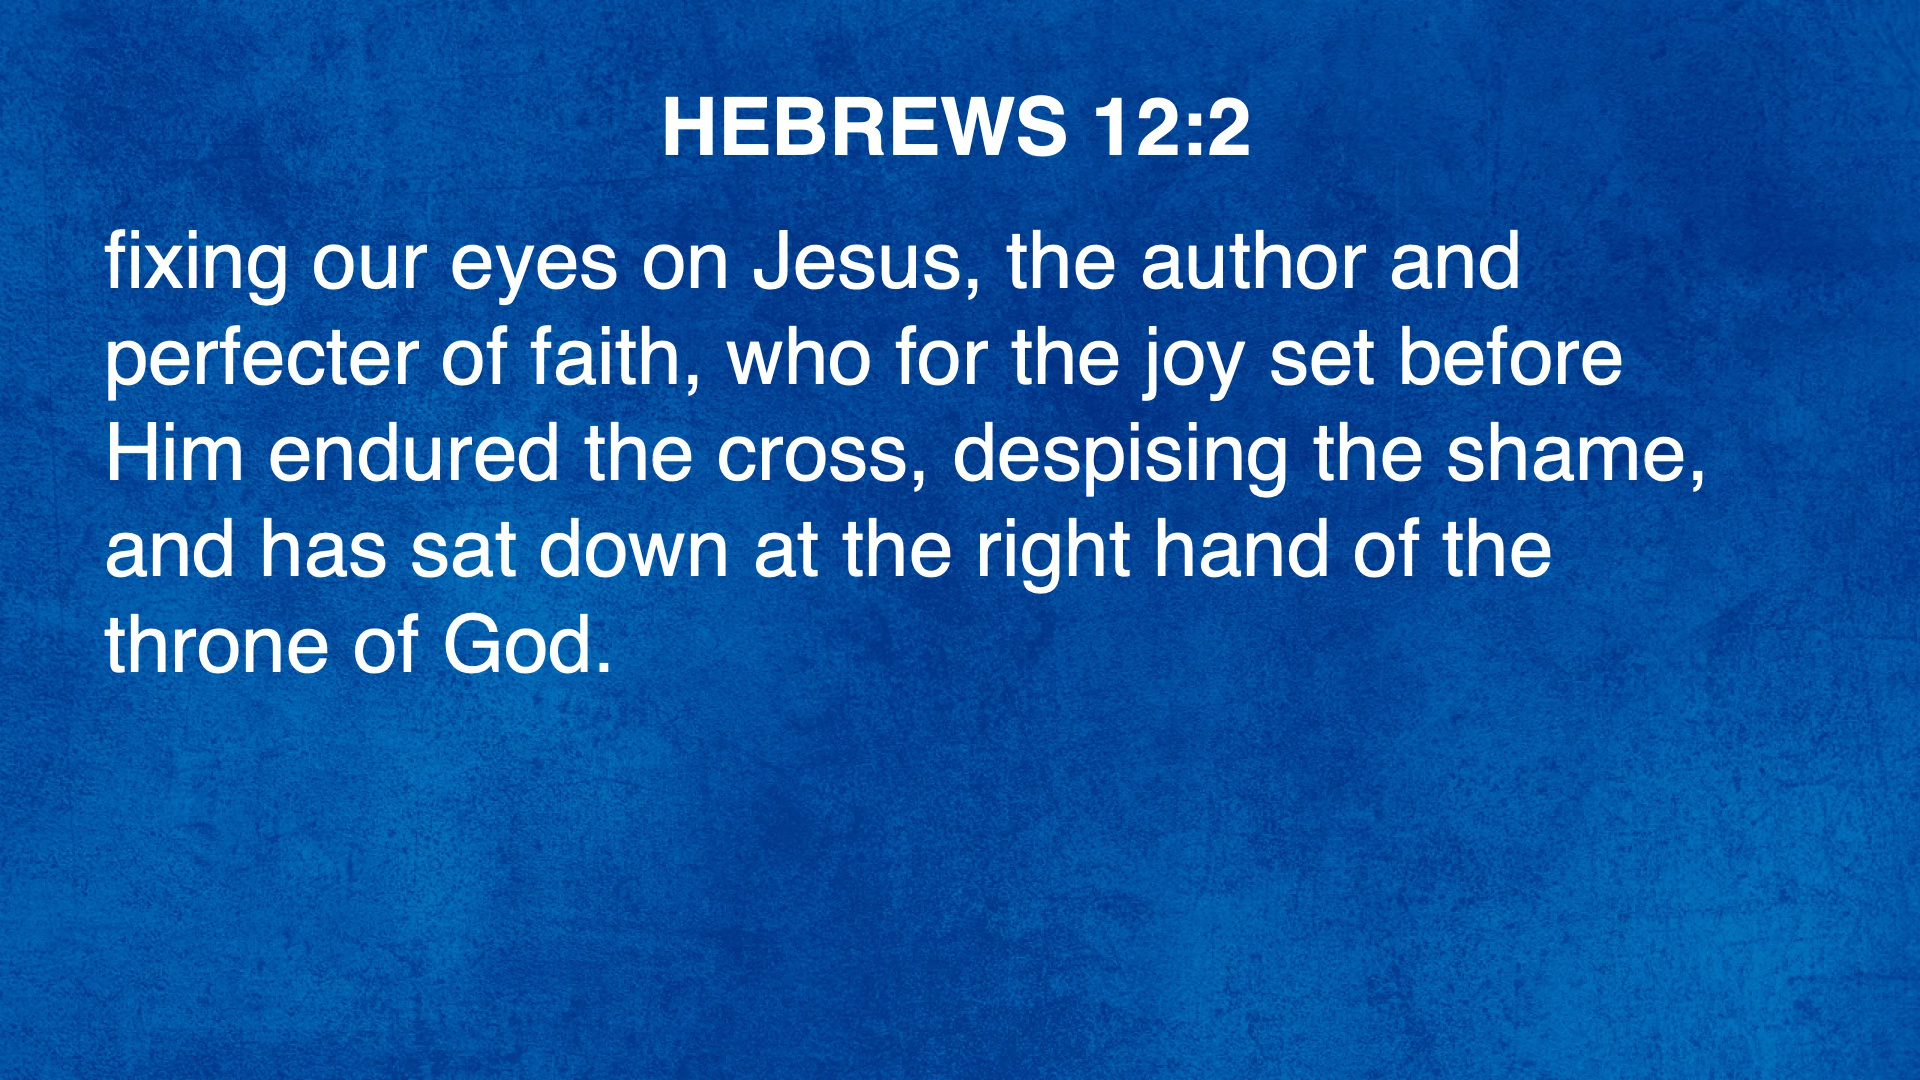 HEBREWS 12:2
fixing our eyes on Jesus, the author and
perfecter of faith, who for the joy set before
Him endured the cross, despising the shame,
and has sat down at the right hand of the
throne of God.